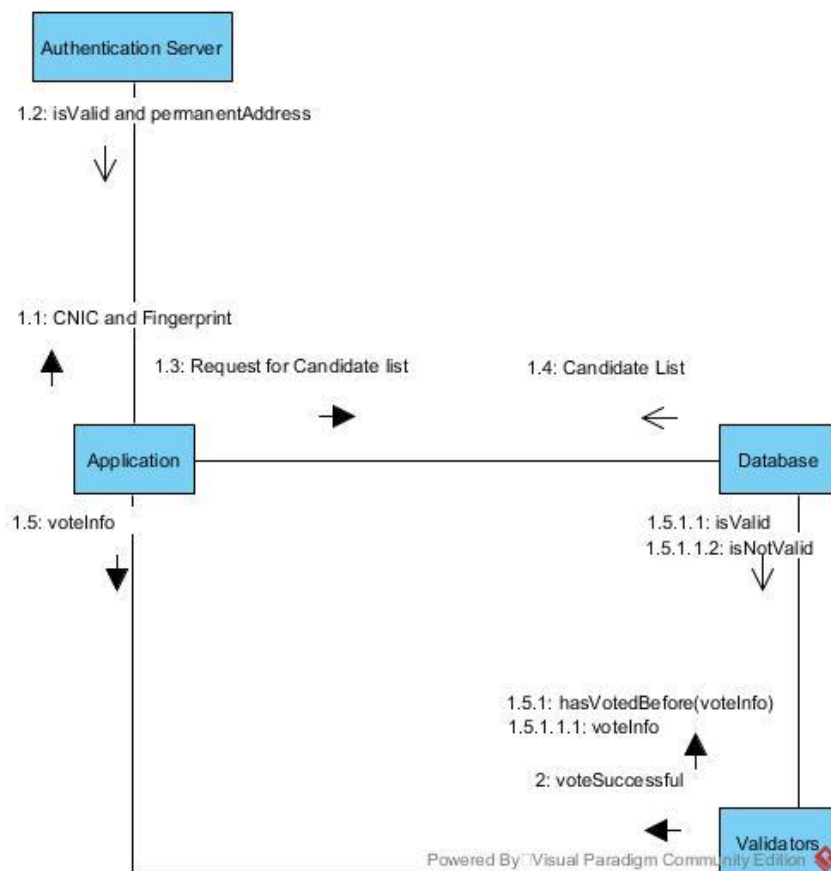 Authentication Server
1.2: isValid and permanentAddress
1.1: CNIC and Fingerprint
1.3: Request for Candidate list
1.4: Candidate List
Application
Database
1.5: voteInfo
1.5.1.1: isValid
1.5.1.1.2: isNotValid
1.5.1: hasVotedBefore(voteInfo)
1.5.1.1.1: voteInfo
2: voteSuccessful
Validators
Powered By Visual Paradigm Community Edition